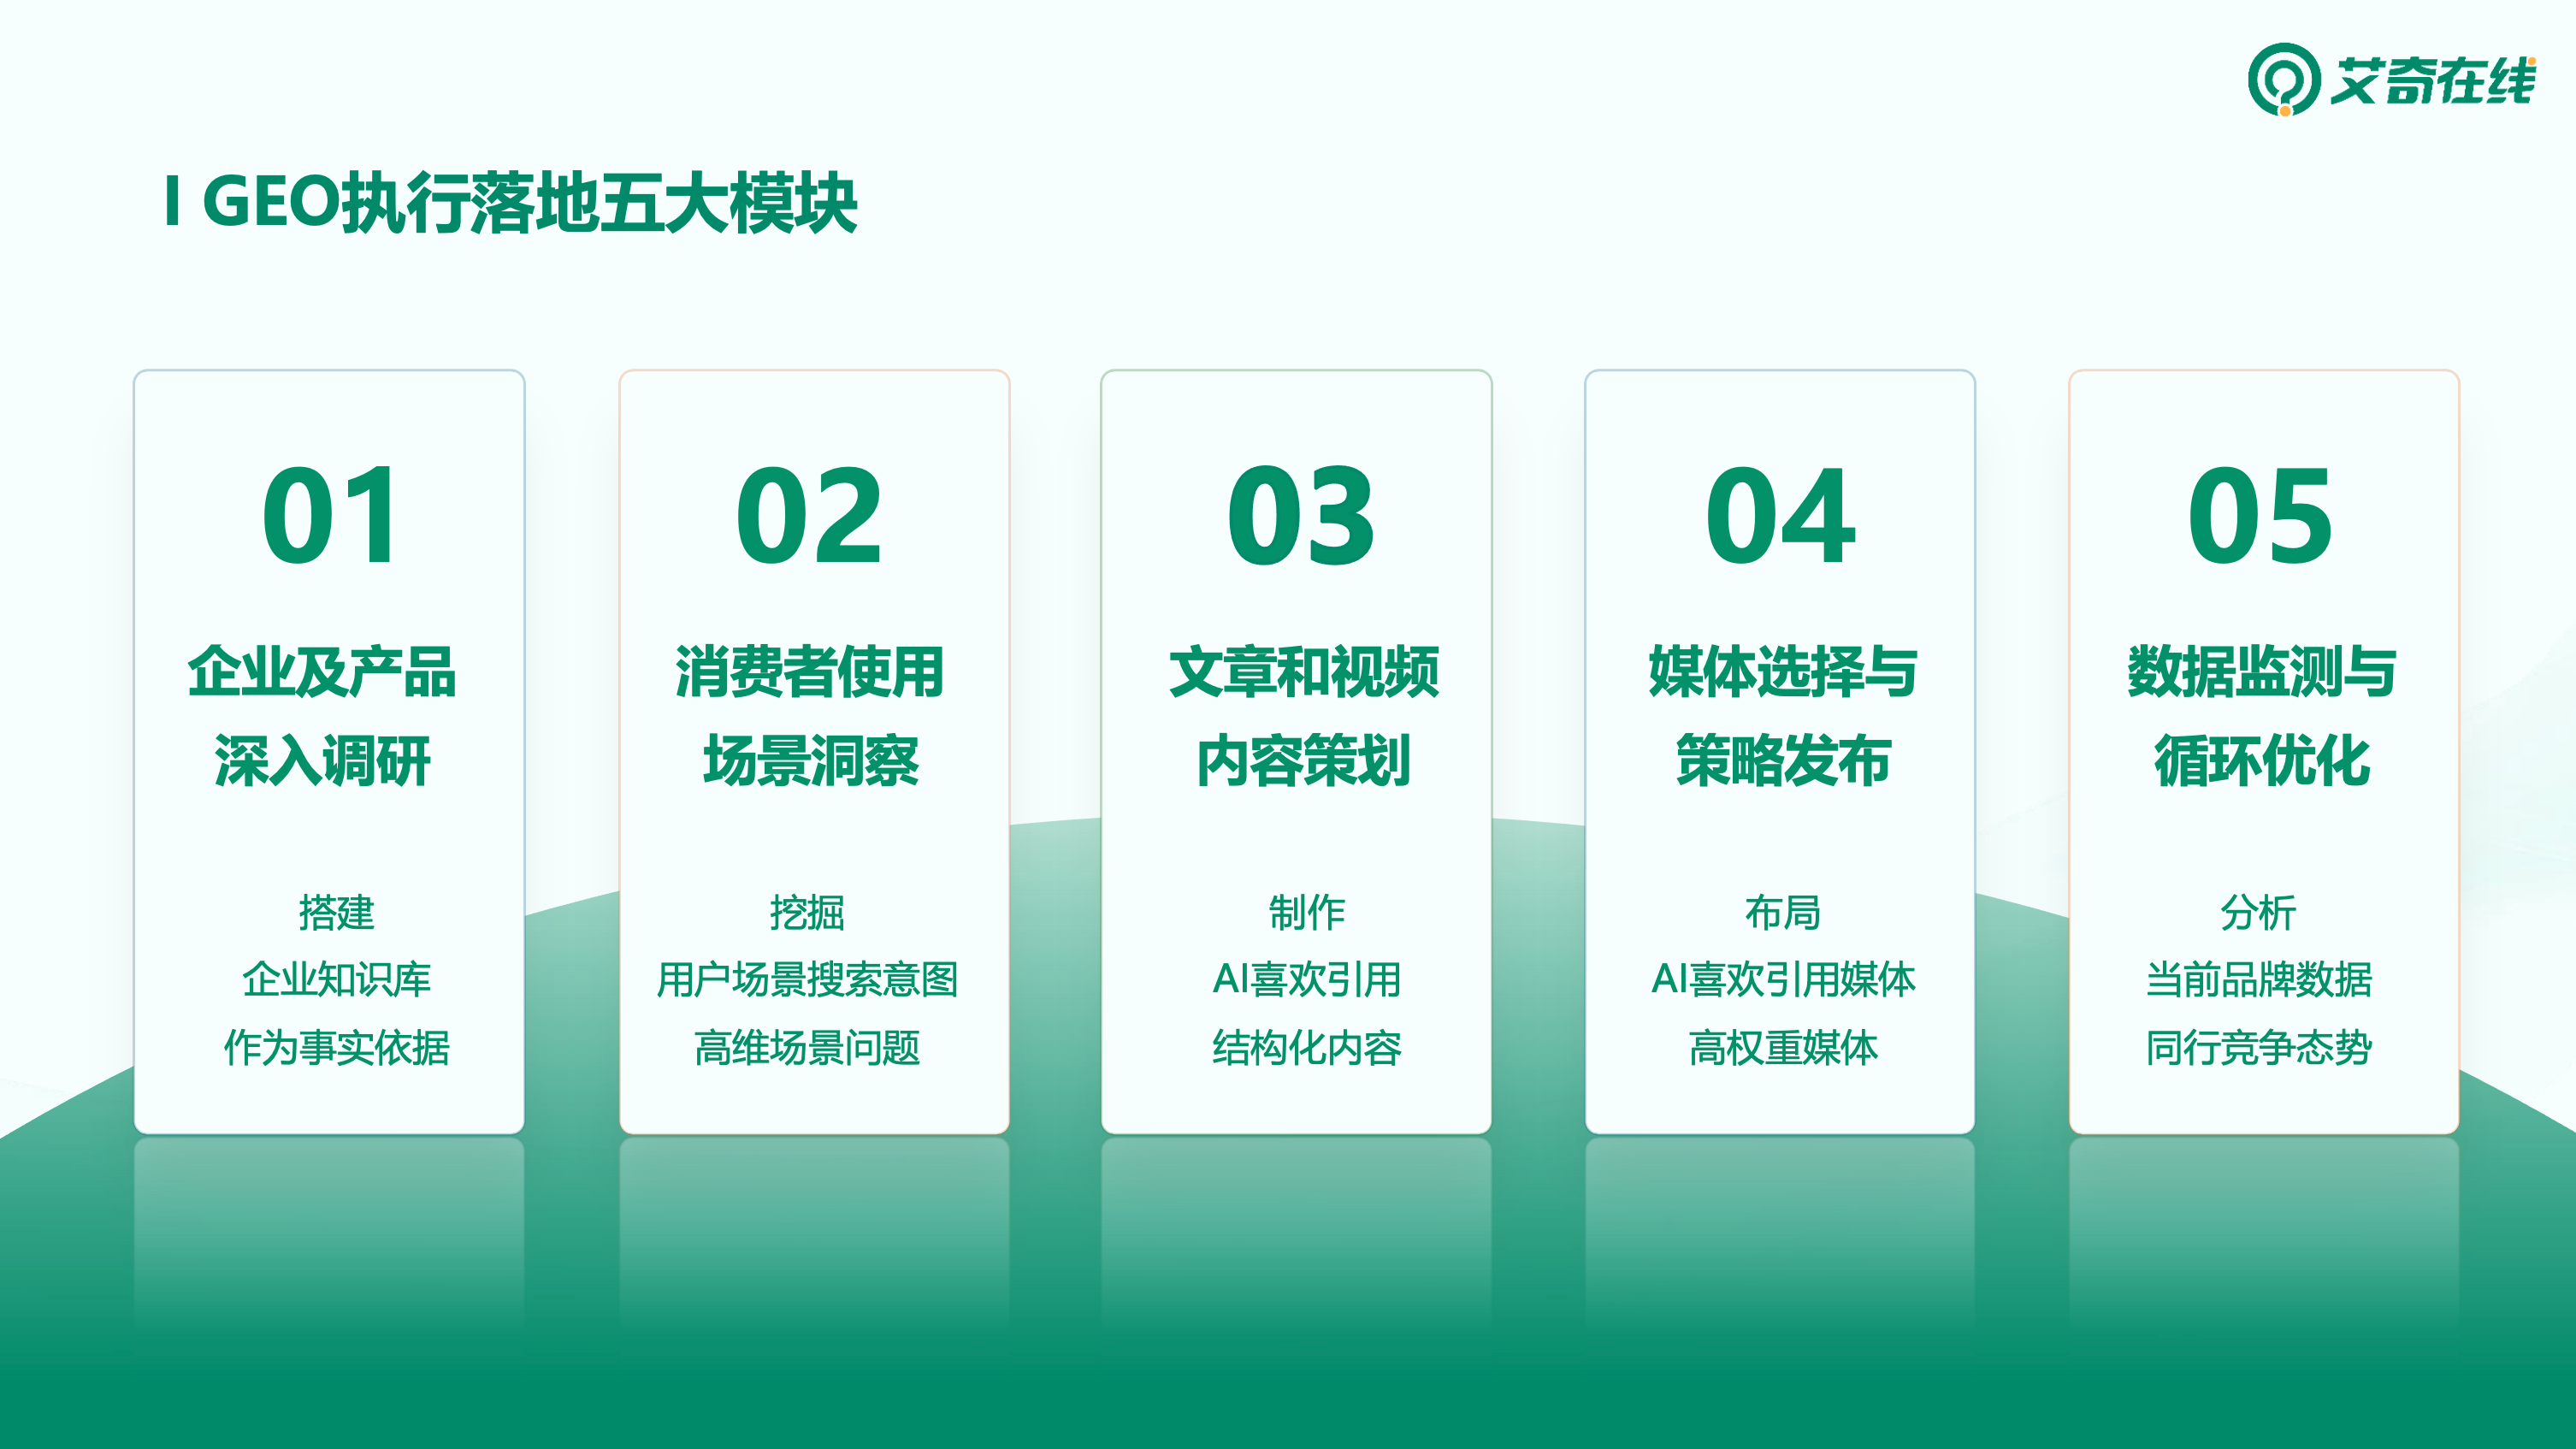 艾奇在线
I GEO执行落地五大模块
01
企业及产品
深入调研
搭建
企业知识库
作为事实依据
02
消费者使用
场景洞察
挖掘
用户场景搜索意图
高维场景问题
03
文章和视频
内容策划
制作
AI喜欢引用
结构化内容
04
媒体选择与
策略发布
布局
AI喜欢引用媒体
高权重媒体
05
数据监测与
循环优化
分析
当前品牌数据
同行竞争态势